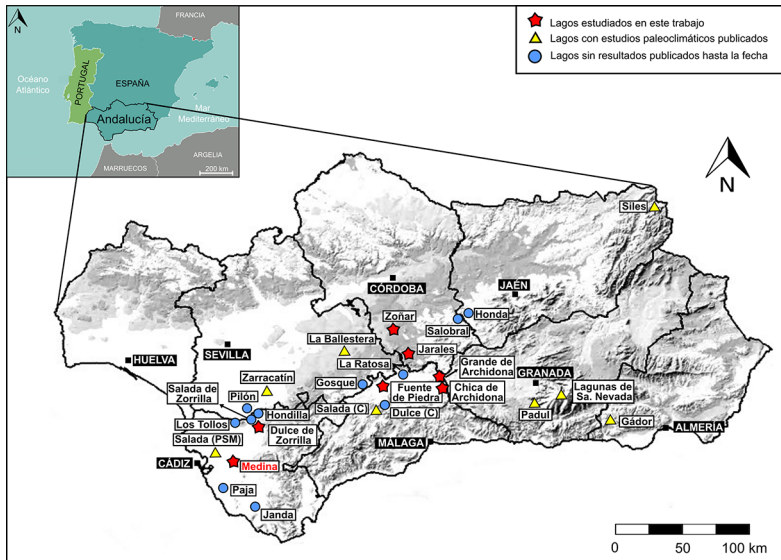 N
FRANCIA
Océano
Atlántico
PORTUGAL
ESPAÑA
Andalucía
Mar
Mediterráneo
MARRUECOS
ARGELIA
200 km
Lagos estudiados en este trabajo
Lagos con estudios paleoclimáticos publicados
Lagos sin resultados publicados hasta la fecha
N
Siles
CÓRDOBA
JAÉN
Zoñar
Honda
Salobral
La Ballestera
Jarales
HUELVA
SEVILLA
La Ratosa
Grande de
Archidona
Gosque
Fuente
de Piedra
Chica de
Archidona
GRANADA
Lagunas de
Sa. Nevada
Zarracatín
Salada de
Zorrilla
Pilón
Hondilla
Salada (C)
Dulce (C)
Padul
Los Tollos
Dulce de
Zorrilla
Gádor
ALMERÍA
Salada (PSM)
MÁLAGA
CÁDIZ
Medina
Paja
Janda
0 50 100 km